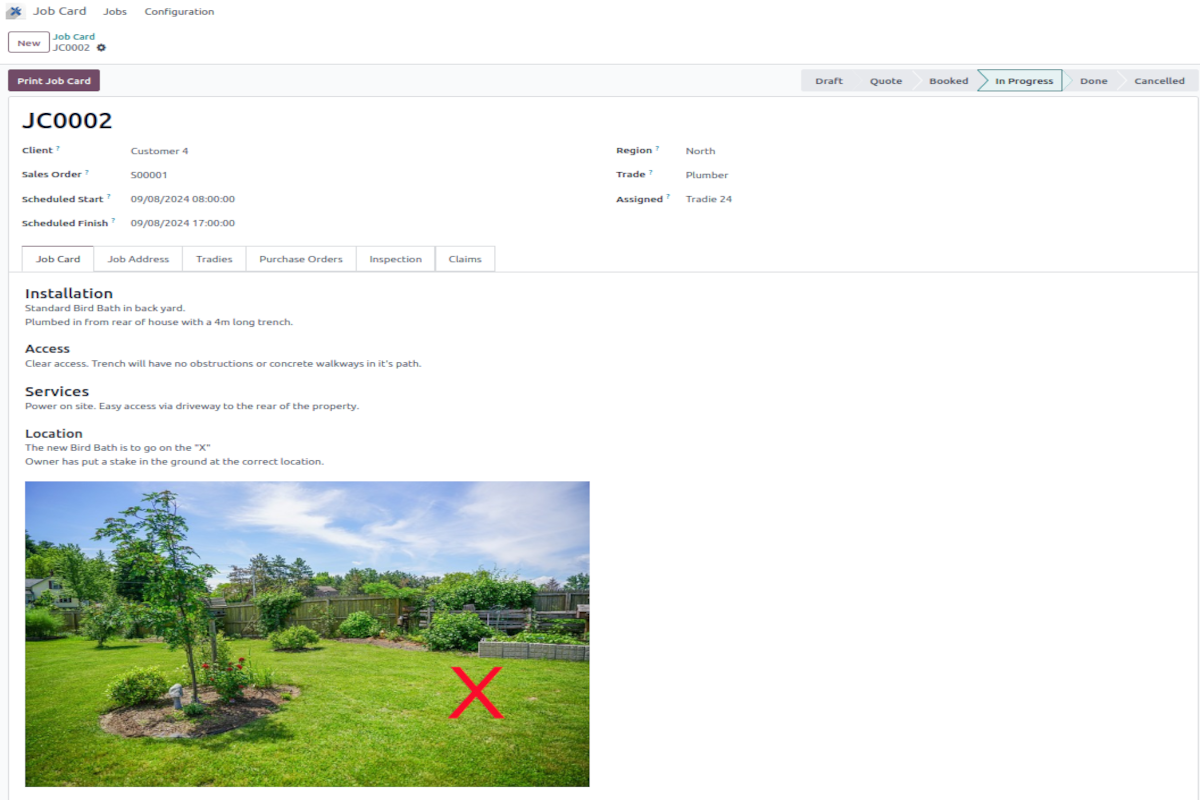 Job Card Jobs Configuration
New Job Card
JC0002
Print Job Card Draft Quote Booked In Progress Done Cancelled
JC0002
Client ? Customer 4 Region ? North
Sales Order ? S00001 Trade ? Plumber
Scheduled Start ? 09/08/2024 08:00:00 Assigned ? Tradie 24
Scheduled Finish ? 09/08/2024 17:00:00
Job Card Job Address Tradies Purchase Orders Inspection Claims
Installation
Standard Bird Bath in back yard.
Plumbed in from rear of house with a 4m long trench.
Access
Clear access. Trench will have no obstructions or concrete walkways in it's path.
Services
Power on site. Easy access via driveway to the rear of the property.
Location
The new Bird Bath is to go on the "X"
Owner has put a stake in the ground at the correct location.
X